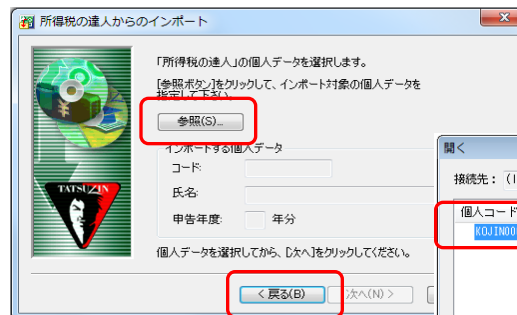 所得税の達人からのインポート
「所得税の達人」の個人データを選択します。
[参照ボタン]をクリックして、インポート対象の個人データを
指定して下さい。
参照(S)...
インポートする個人データ
コード:
氏名:
申告年度: 年分
個人データを選択してから、[次へ]をクリックしてください。
< 戻る(B)
次へ(N) >
TATSUZIN
開く
接続先:
個人コード
KOJIN00